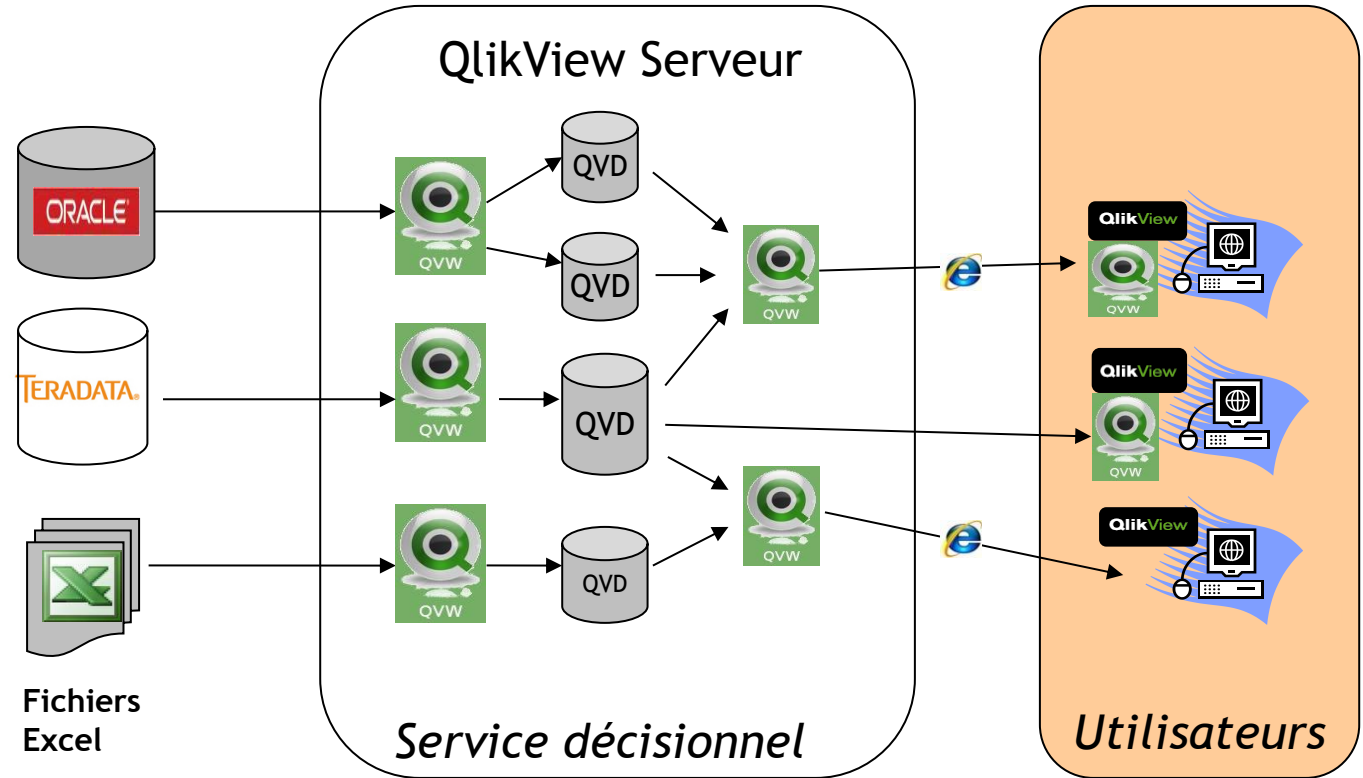 QlikView Serveur
ORACLE
TERADATA.
Fichiers
Excel
QVW
QVW
QVW
QVD
QVD
QVD
QVD
QVW
QVW
Service décisionnel
QlikView
QVW
QlikView
QVW
QlikView
Utilisateurs